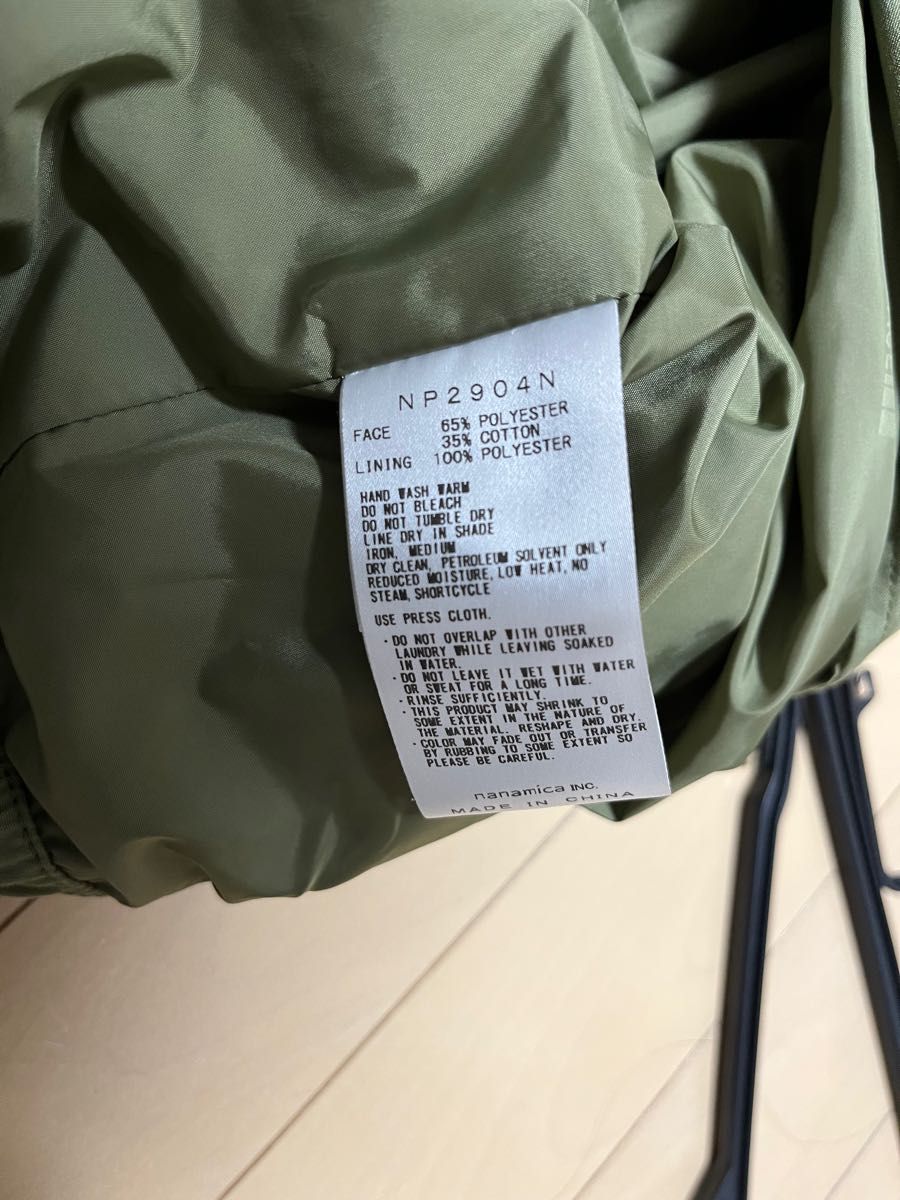 NP2904N
FACE 65% POLYESTER
35% COTTON
LINING 100% POLYESTER
HAND WASH WARM
DO NOT BLEACH
DO NOT TUMBLE DRY
LINE DRY IN SHADE
IRON, MEDIUM
DRY CLEAN, PETROLEUM SOLVENT ONLY
REDUCED MOISTURE, LOW HEAT, NO
STEAM, SHORTCYCLE
USE PRESS CLOTH.
・DO NOT OVERLAP WITH OTHER
LAUNDRY WHILE LEAVING SOAKED
IN WATER.
・DO NOT LEAVE IT WET WITH WATER
OR SWEAT FOR A LONG TIME.
・RINSE SUFFICIENTLY.
・THIS PRODUCT MAY SHRINK TO
SOME EXTENT IN THE NATURE OF
THE MATERIAL. RESHAPE AND DRY.
・COLOR MAY FADE OUT OR TRANSFER
BY RUBBING TO SOME EXTENT SO
PLEASE BE CAREFUL.
nanamica INC.
MADE IN CHINA